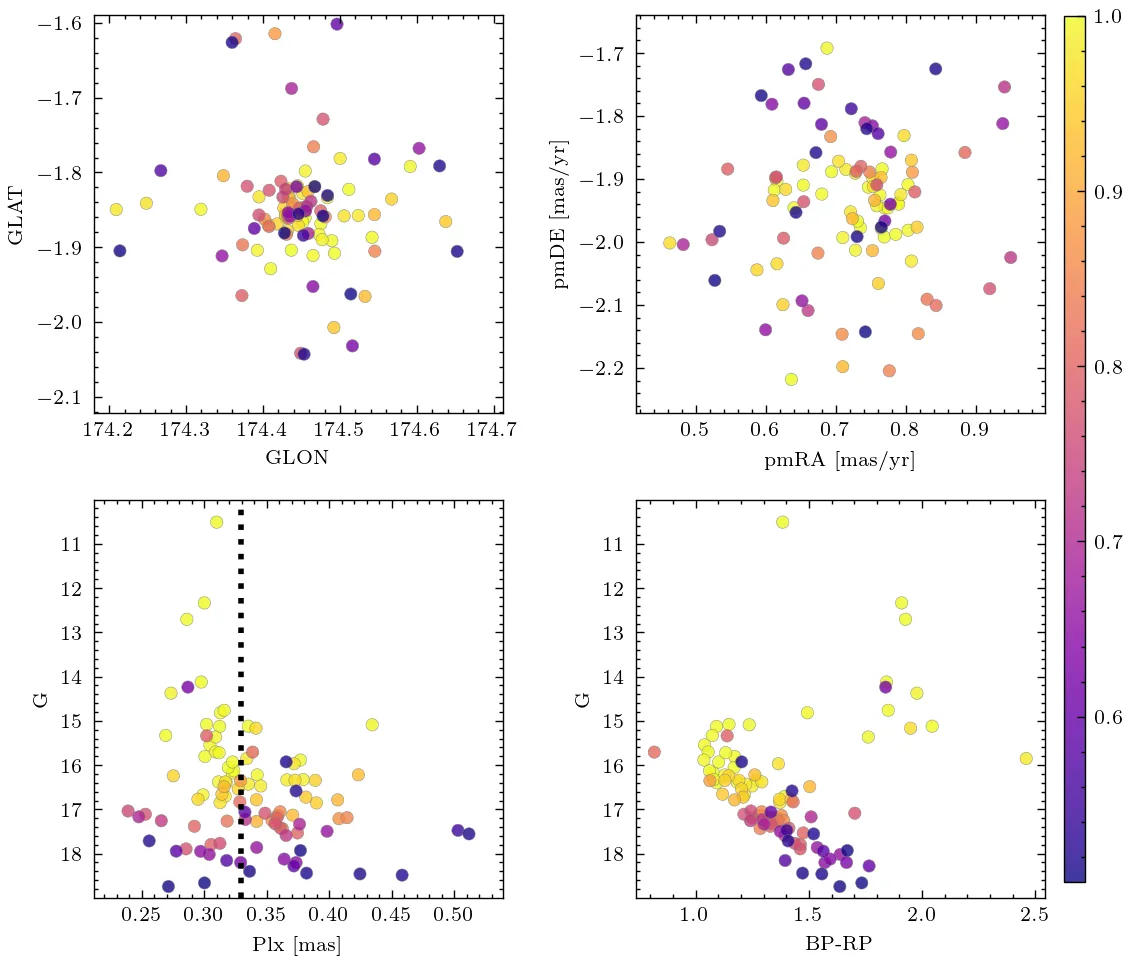 −1.6
−1.7
−1.8
−1.9
−2.0
−2.1
GLAT
174.2 174.3 174.4 174.5 174.6 174.7
GLON
−1.7
−1.8
−1.9
−2.0
−2.1
−2.2
pmDE [mas/yr]
0.5 0.6 0.7 0.8 0.9
pmRA [mas/yr]
11
12
13
14
15
16
17
18
G
0.25 0.30 0.35 0.40 0.50
Plx [mas]
11
12
13
14
15
16
17
18
G
1.0 1.5 2.0 2.5
BP-RP
1.0
0.9
0.8
0.7
0.6